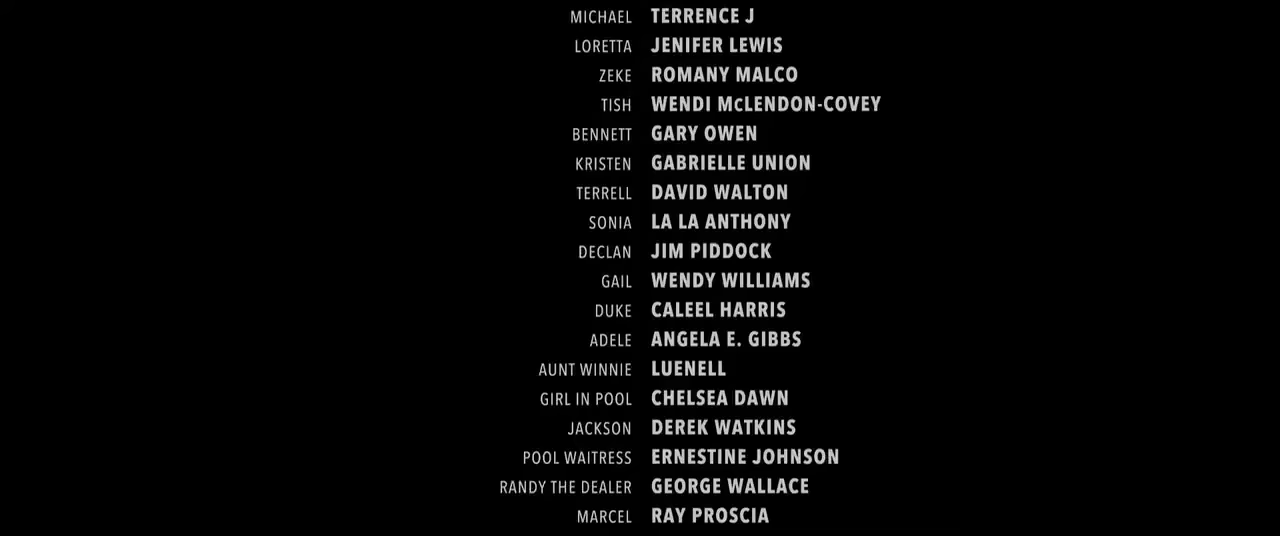 MICHAEL TERRENCE J
LORETTA JENIFER LEWIS
ZEKE ROMANY MALCO
TISH WENDI McLENDON-COVEY
BENNETT GARY OWEN
KRISTEN GABRIELLE UNION
TERRELL DAVID WALTON
SONIA LA LA ANTHONY
DECLAN JIM PIDDOCK
GAIL WENDY WILLIAMS
DUKE CALEEL HARRIS
ADELE ANGELA E. GIBBS
AUNT WINNIE LUENELL
GIRL IN POOL CHELSEA DAWN
JACKSON DEREK WATKINS
POOL WAITRESS ERNESTINE JOHNSON
RANDY THE DEALER GEORGE WALLACE
MARCEL RAY PROSCIA